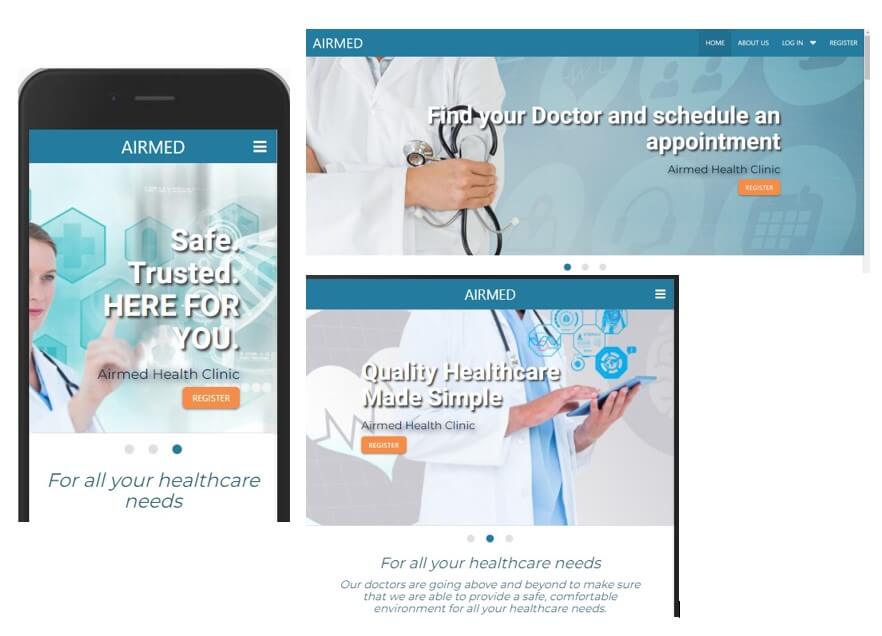 AIRMED
Safe.
Trusted.
HERE FOR
YOU.
Airmed Health Clinic
REGISTER
For all your healthcare
needs
AIRMED
HOME ABOUT US LOG IN REGISTER
Find your Doctor and schedule an
appointment
Airmed Health Clinic
REGISTER
AIRMED
Quality Healthcare
Made Simple
Airmed Health Clinic
REGISTER
For all your healthcare needs
Our doctors are going above and beyond to make sure
that we are able to provide a safe, comfortable
environment for all your healthcare needs.